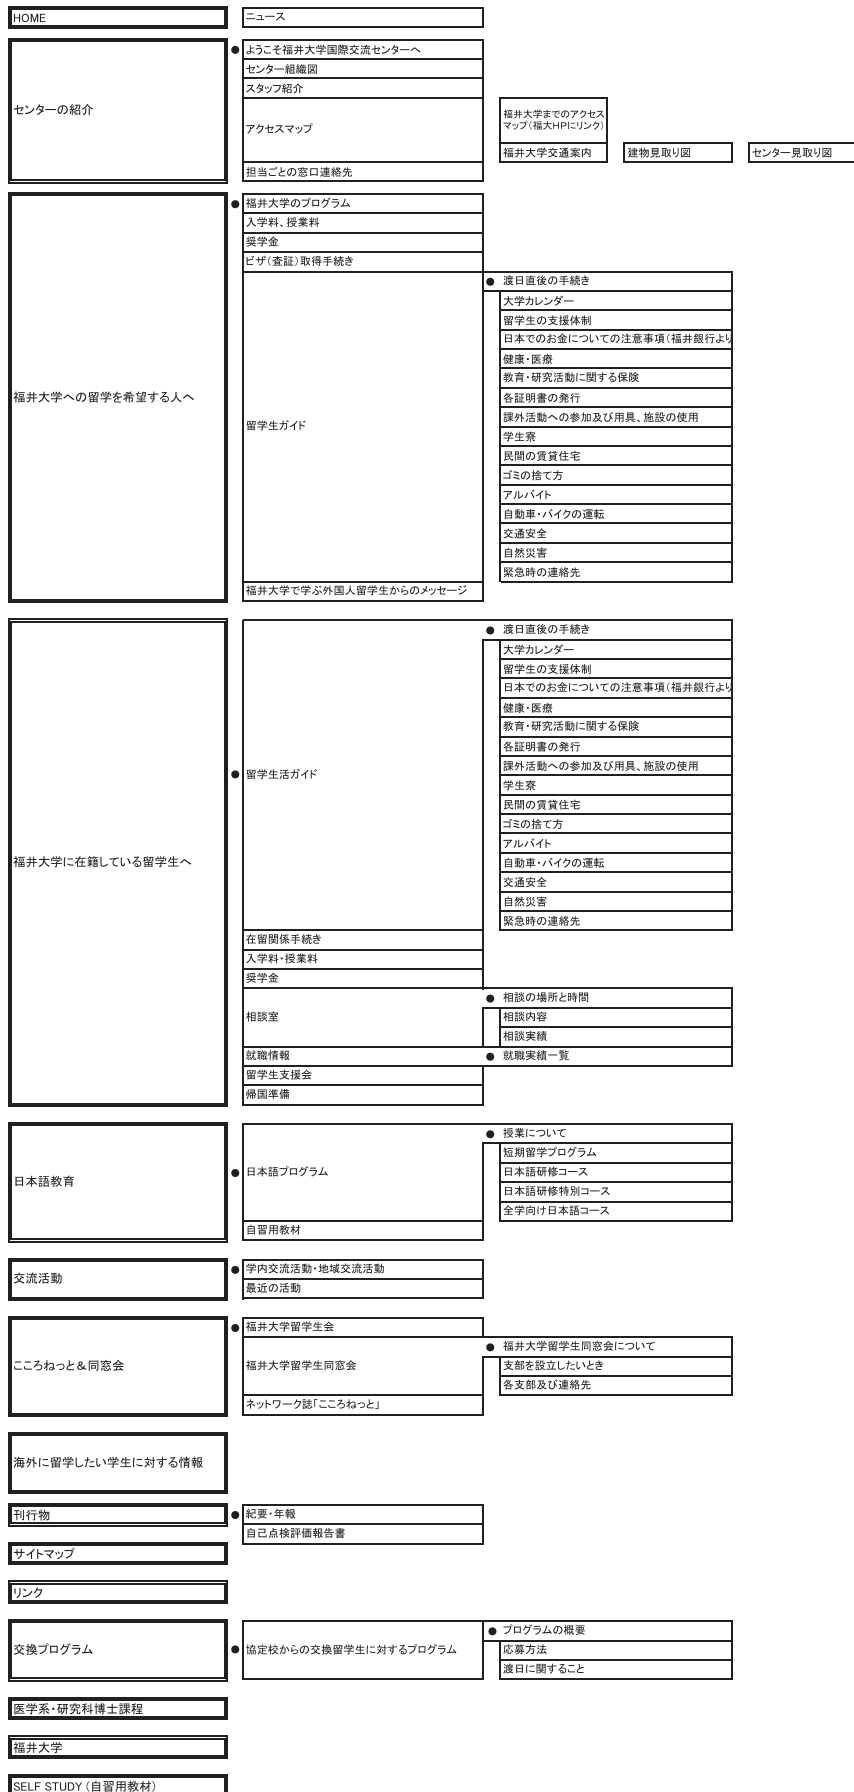 HOME
ニュース
センターの紹介
● ようこそ福井大学国際交流センターへ
センター組織図
スタッフ紹介
アクセスマップ
福井大学までのアクセス
マップ（福大HPにリンク）
福井大学交通案内
建物見取り図
センター見取り図
担当ごとの窓口連絡先
福井大学への留学を希望する人へ
● 福井大学のプログラム
入学料、授業料
奨学金
ビザ（査証）取得手続き
留学生ガイド
● 渡日直後の手続き
大学カレンダー
留学生の支援体制
日本でのお金についての注意事項（福井銀行より
健康・医療
教育・研究活動に関する保険
各証明書の発行
課外活動への参加及び用具、施設の使用
学生寮
民間の賃貸住宅
ゴミの捨て方
アルバイト
自動車・バイクの運転
交通安全
自然災害
緊急時の連絡先
福井大学で学ぶ外国人留学生からのメッセージ
福井大学に在籍している留学生へ
● 留学生活ガイド
● 渡日直後の手続き
大学カレンダー
留学生の支援体制
日本でのお金についての注意事項（福井銀行より
健康・医療
教育・研究活動に関する保険
各証明書の発行
課外活動への参加及び用具、施設の使用
学生寮
民間の賃貸住宅
ゴミの捨て方
アルバイト
自動車・バイクの運転
交通安全
自然災害
緊急時の連絡先
在留関係手続き
入学料・授業料
奨学金
相談室
● 相談の場所と時間
相談内容
相談実績
就職情報
● 就職実績一覧
留学生支援会
帰国準備
日本語教育
● 日本語プログラム
● 授業について
短期留学プログラム
日本語研修コース
日本語研修特別コース
全学向け日本語コース
自習用教材
交流活動
● 学内交流活動・地域交流活動
最近の活動
こころねっと＆同窓会
● 福井大学留学生会
福井大学留学生同窓会
● 福井大学留学生同窓会について
支部を設立したいとき
各支部及び連絡先
ネットワーク誌「こころねっと」
海外に留学したい学生に対する情報
刊行物
● 紀要・年報
自己点検評価報告書
サイトマップ
リンク
交換プログラム
● 協定校からの交換留学生に対するプログラム
● プログラムの概要
応募方法
渡日に関すること
医学系・研究科博士課程
福井大学
SELF STUDY （自習用教材）